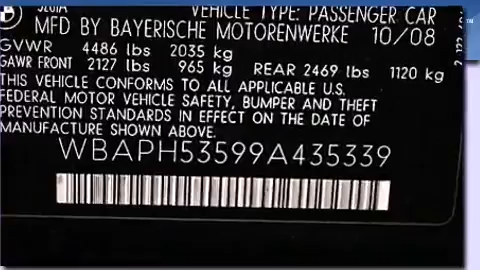 VEHICLE TYPE: PASSENGER CAR
MFD BY BAYERISCHE MOTORENWERKE 10/08
GVWR 4486 lbs 2035 kg
GAWR FRONT 2127 lbs 965 kg REAR 2469 lbs 1120 kg
THIS VEHICLE CONFORMS TO ALL APPLICABLE U.S.
FEDERAL MOTOR VEHICLE SAFETY, BUMPER AND THEFT
PREVENTION STANDARDS IN EFFECT ON THE DATE OF
MANUFACTURE SHOWN ABOVE.
WBAPH53599A435339